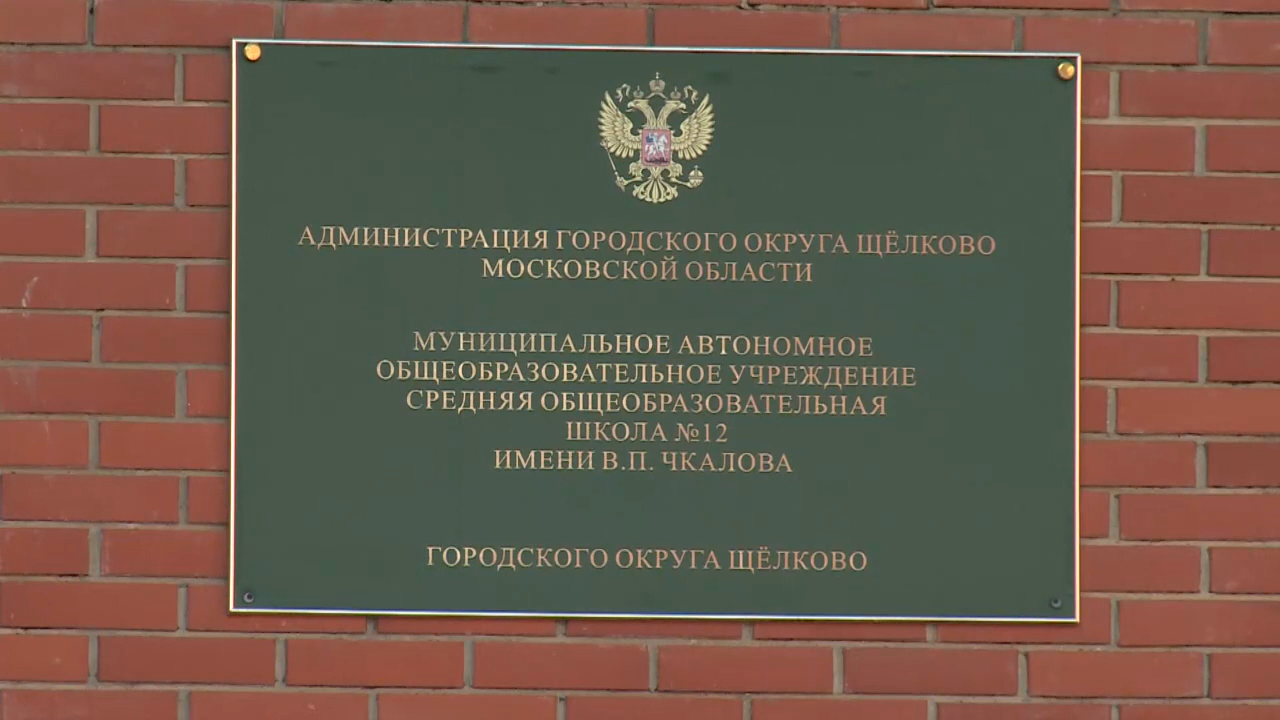 АДМИНИСТРАЦИЯ ГОРОДСКОГО ОКРУГА ЩЁЛКОВО
МОСКОВСКОЙ ОБЛАСТИ
МУНИЦИПАЛЬНОЕ АВТОНОМНОЕ
ОБЩЕОБРАЗОВАТЕЛЬНОЕ УЧРЕЖДЕНИЕ
СРЕДНЯЯ ОБЩЕОБРАЗОВАТЕЛЬНАЯ
ШКОЛА №12
ИМЕНИ В.П. ЧКАЛОВА
ГОРОДСКОГО ОКРУГА ЩЁЛКОВО